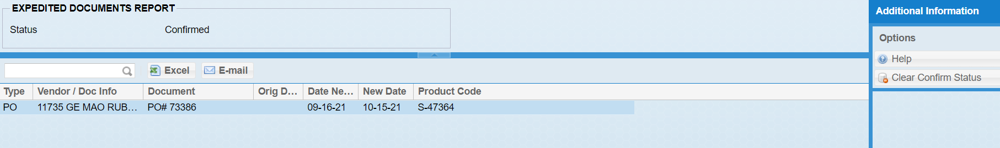 EXPEDITED DOCUMENTS REPORT
Status Confirmed
Additional Information
Options
Help
Clear Confirm Status
Excel E-mail
Type Vendor / Doc Info Document Orig D... Date Ne... New Date Product Code
PO 11735 GE MAO RUB... PO# 73386 09-16-21 10-15-21 S-47364